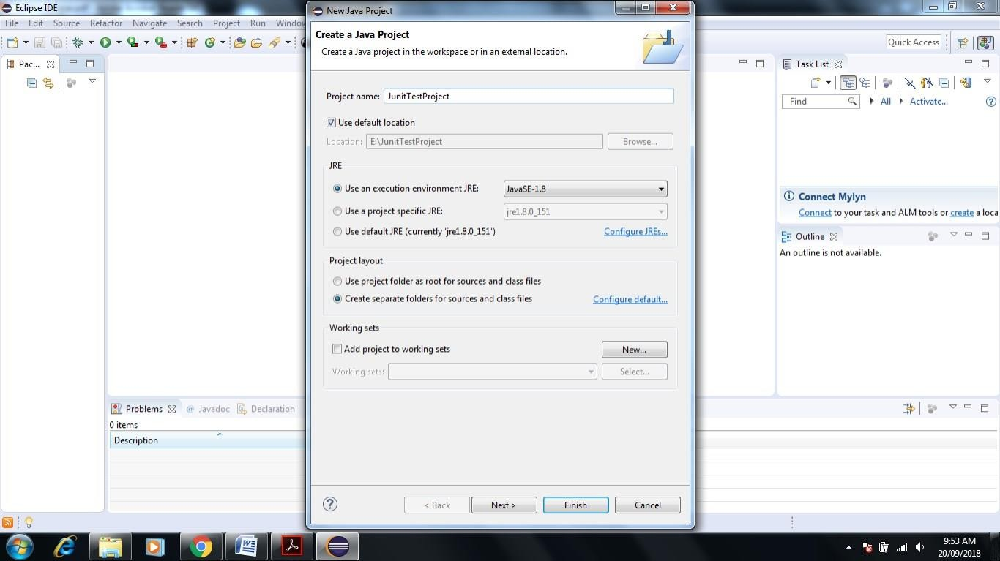 Eclipse IDE
File Edit Source Refactor Navigate Search Project Run Window
Quick Access
Pac...
New Java Project
Create a Java Project
Create a Java project in the workspace or in an external location.
Project name: JunitTestProject
Use default location
Location: E:\JunitTestProject
Browse...
JRE
Use an execution environment JRE: JavaSE-1.8
Use a project specific JRE: jre1.8.0_151
Use default JRE (currently 'jre1.8.0_151')
Configure JREs...
Project layout
Use project folder as root for sources and class files
Create separate folders for sources and class files
Configure default...
Working sets
Add project to working sets
New...
Working sets:
Select...
< Back
Next >
Finish
Cancel
Task List
Find
All
Activate...
Connect Mylyn
Connect to your task and ALM tools or create a loca
Outline
An outline is not available.
Problems
@ Javadoc
Declaration
0 items
Description
9:53 AM
20/09/2018